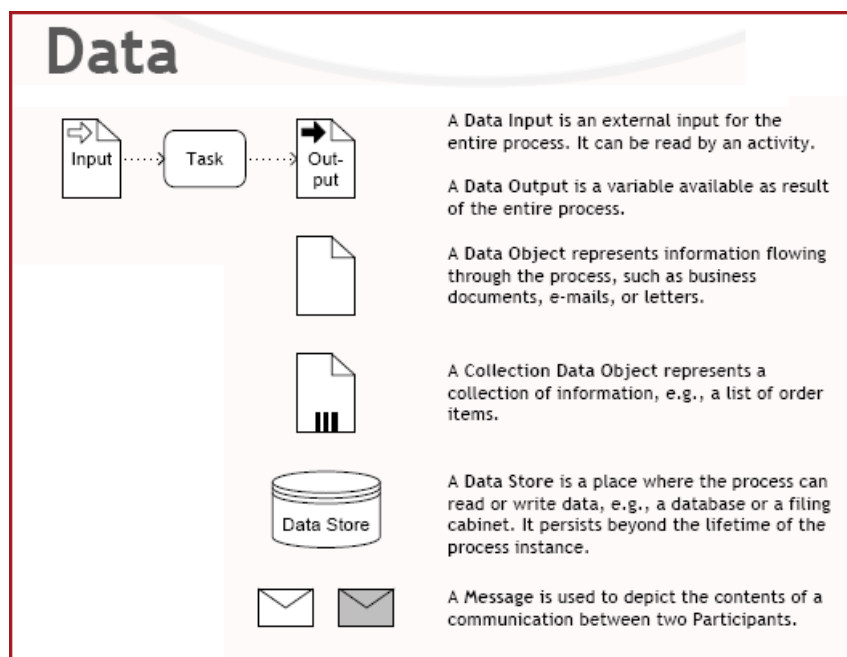 Data
Input
Task
Out-
put
A Data Input is an external input for the
entire process. It can be read by an activity.
A Data Output is a variable available as result
of the entire process.
A Data Object represents information flowing
through the process, such as business
documents, e-mails, or letters.
A Collection Data Object represents a
collection of information, e.g., a list of order
items.
Data Store
A Data Store is a place where the process can
read or write data, e.g., a database or a filing
cabinet. It persists beyond the lifetime of the
process instance.
A Message is used to depict the contents of a
communication between two Participants.